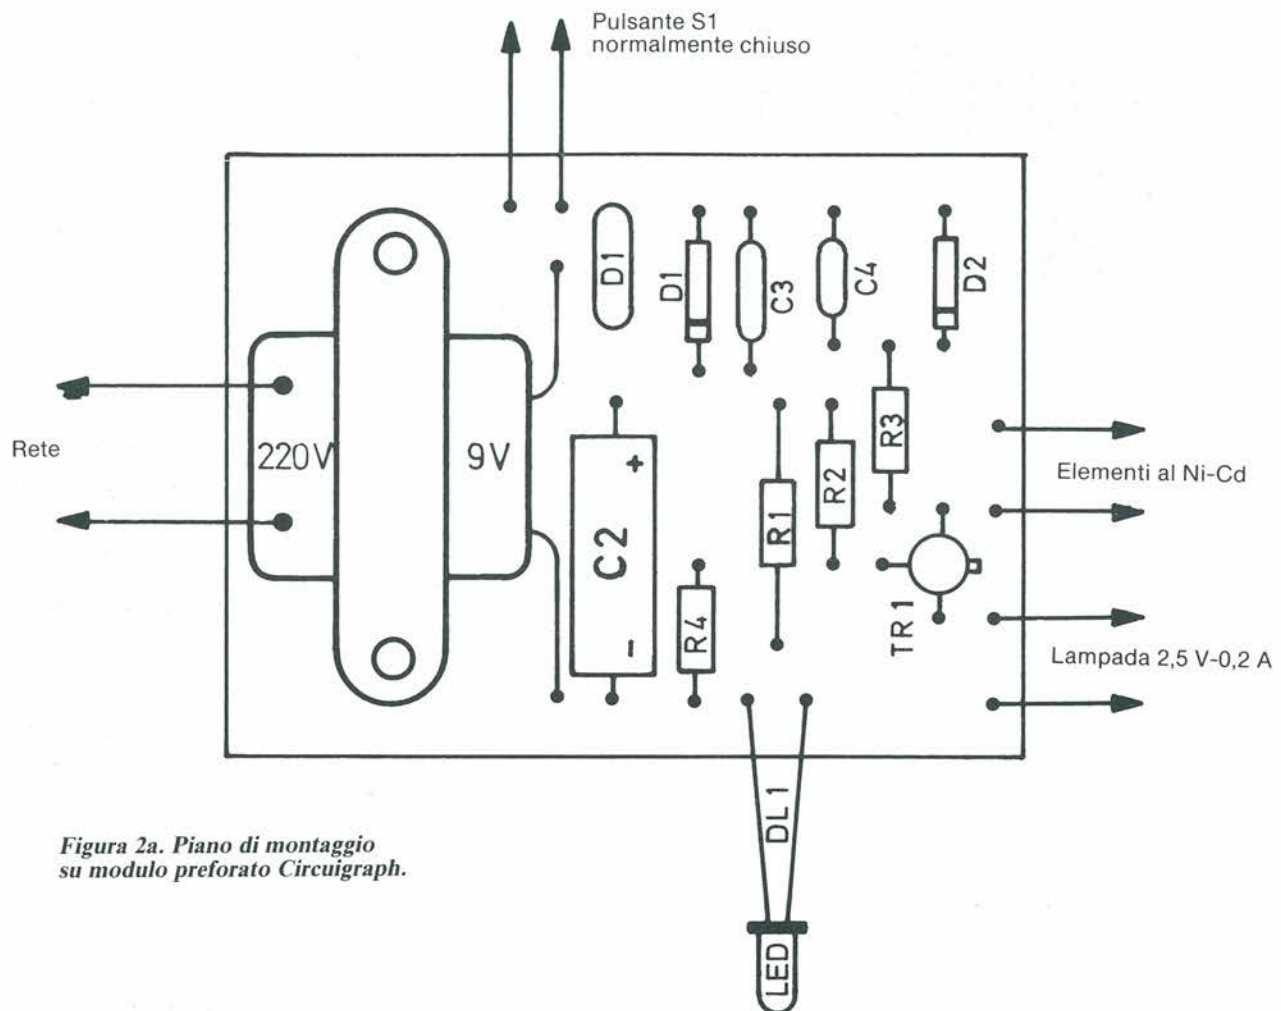 Pulsante S1
normalmente chiuso
D1
D1
C3
C4
D2
Rete
220V
9V
+
C2
-
R4
R1
R2
R3
TR1
Elementi al Ni-Cd
Lampada 2,5 V-0,2 A
DL1
LED
Figura 2a. Piano di montaggio
su modulo preforato Circuigraph.